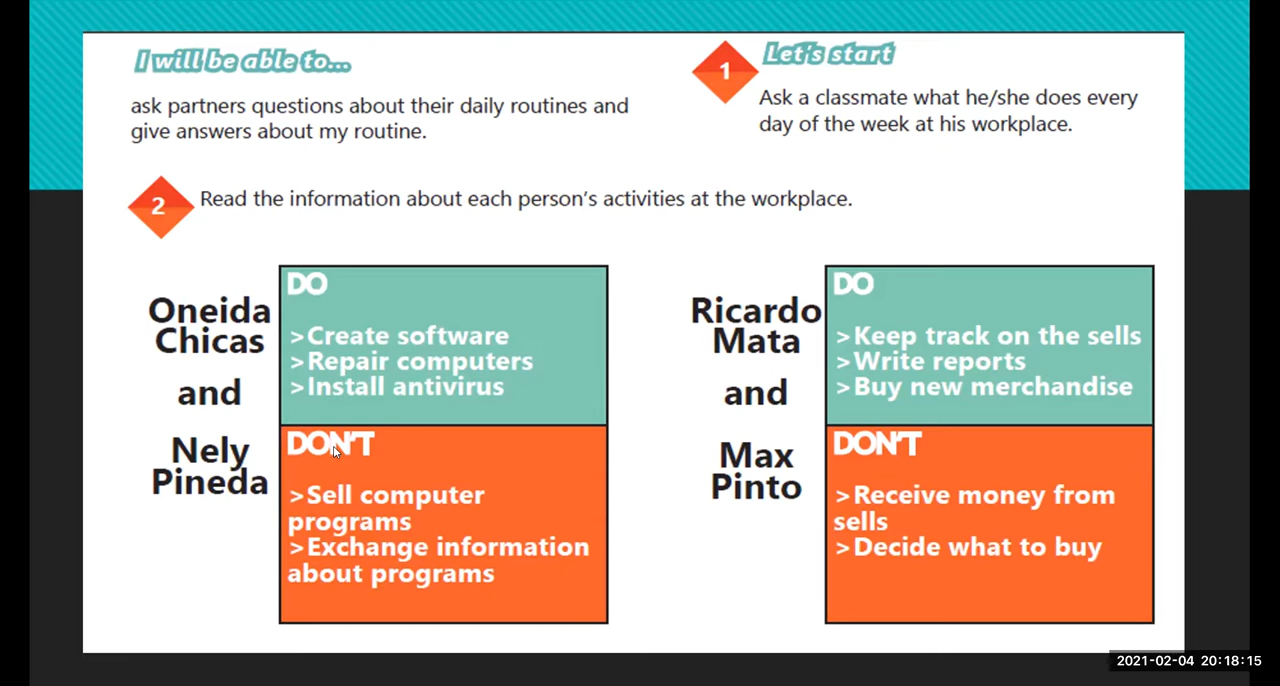 I will be able to...
ask partners questions about their daily routines and
give answers about my routine.
1
Let's start
Ask a classmate what he/she does every
day of the week at his workplace.
2
Read the information about each person's activities at the workplace.
Oneida
Chicas
and
Nely
Pineda
DO
>Create software
>Repair computers
>Install antivirus
DON'T
>Sell computer
programs
>Exchange information
about programs
Ricardo
Mata
and
Max
Pinto
DO
>Keep track on the sells
>Write reports
>Buy new merchandise
DON'T
>Receive money from
sells
>Decide what to buy
2021-02-04 20:18:15